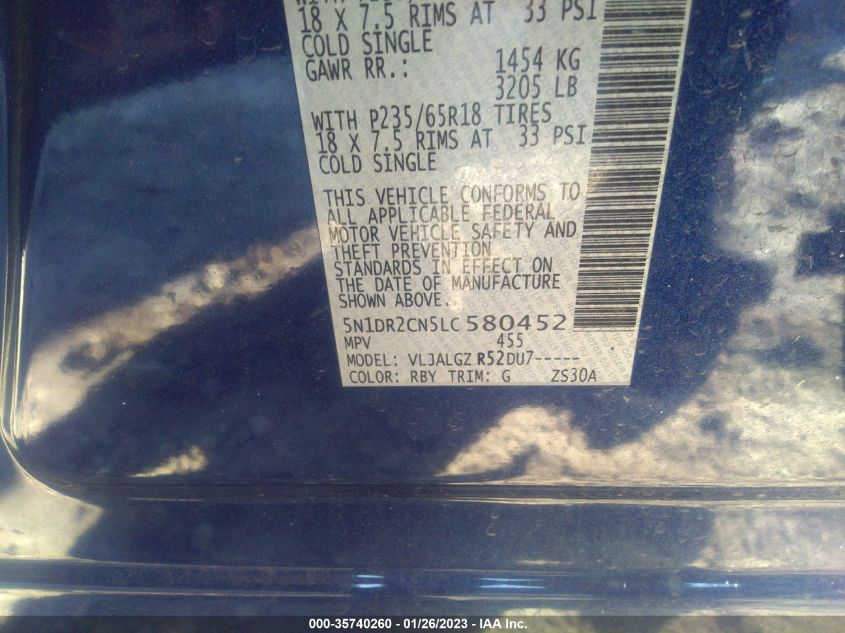 18 X 7.5 RIMS AT 33 PSI
COLD SINGLE
GAWR RR.: 1454 KG
3205 LB
WITH P235/65R18 TIRES
18 X 7.5 RIMS AT 33 PSI
COLD SINGLE
THIS VEHICLE CONFORMS TO
ALL APPLICABLE FEDERAL
MOTOR VEHICLE SAFETY AND
THEFT PREVENTION
STANDARDS IN EFFECT ON
THE DATE OF MANUFACTURE
SHOWN ABOVE.
5N1DR2CN5LC580452
MPV 455
MODEL: VLJALGZ R52DU7-----
COLOR: RBY TRIM: G ZS30A
000-35740260 - 01/26/2023 - IAA Inc.